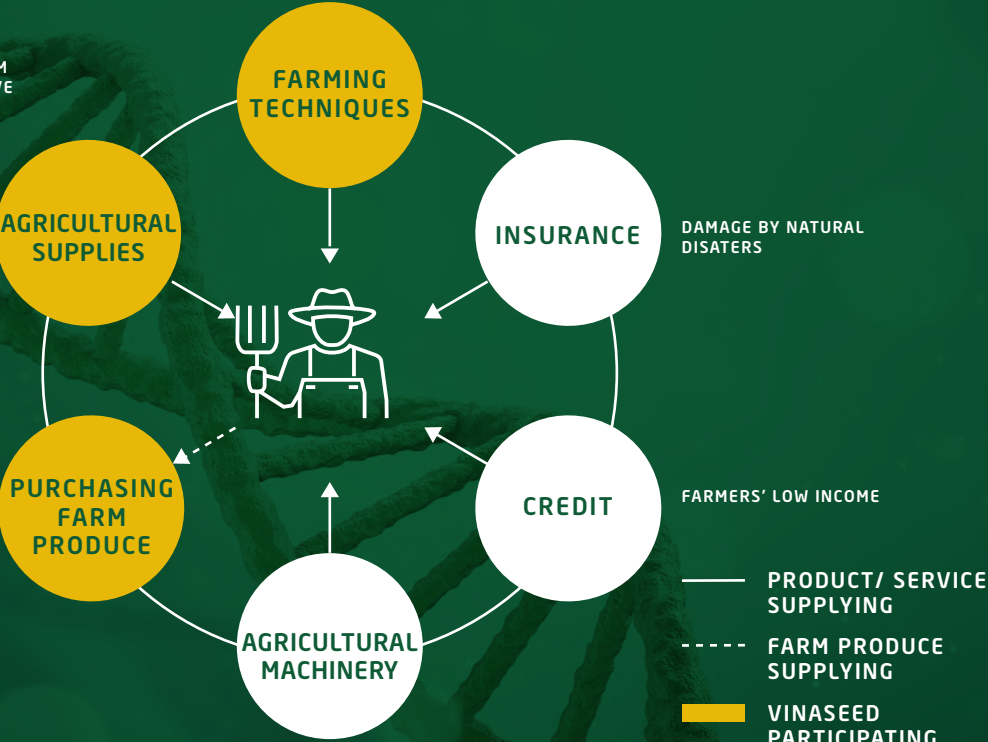 FARMING
TECHNIQUES
AGRICULTURAL
SUPPLIES
INSURANCE
DAMAGE BY NATURAL
DISATERS
PURCHASING
FARM
PRODUCE
CREDIT
FARMERS' LOW INCOME
AGRICULTURAL
MACHINERY
PRODUCT/ SERVICE
SUPPLYING
FARM PRODUCE
SUPPLYING
VINASEED
PARTICIPATING